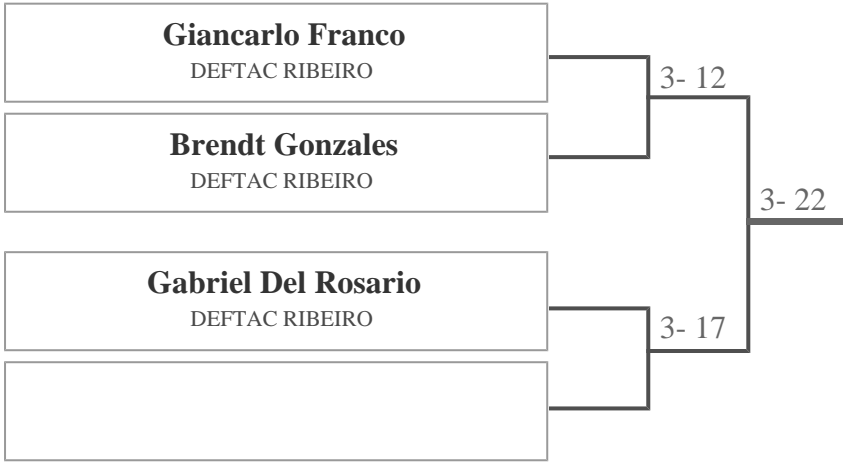 Giancarlo Franco
DEFTAC RIBEIRO
3- 12
Brendt Gonzales
DEFTAC RIBEIRO
3- 22
Gabriel Del Rosario
DEFTAC RIBEIRO
3- 17